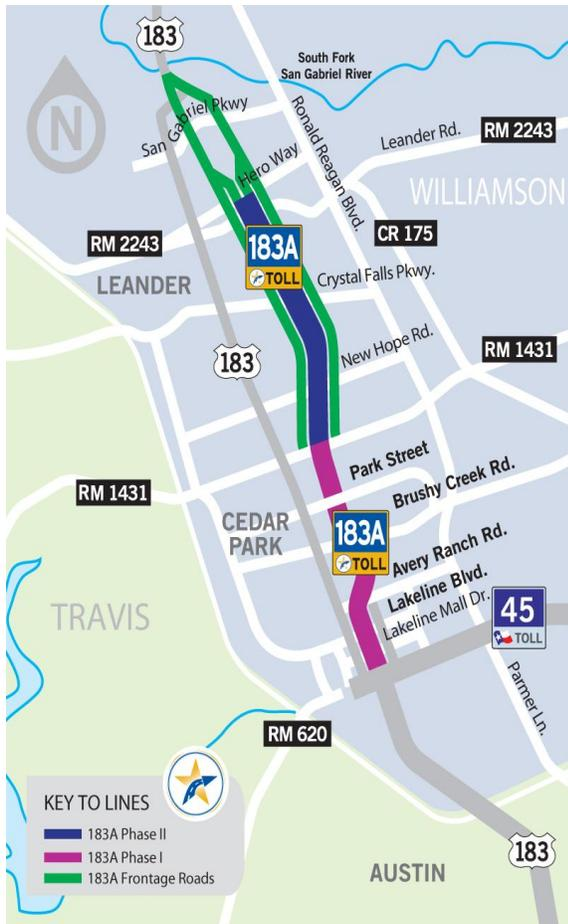 183
South Fork
San Gabriel River
San Gabriel Pkwy
Ronald Reagan Blvd.
N
Leander Rd.
RM 2243
Hero Way
WILLIAMSON
RM 2243
183A
TOLL
CR 175
LEANDER
Crystal Falls Pkwy.
183
New Hope Rd.
RM 1431
RM 1431
Park Street
Brushy Creek Rd.
CEDAR
PARK
183A
TOLL
Avery Ranch Rd.
Lakeline Blvd.
Lakeline Mall Dr.
45
TOLL
TRAVIS
Parmer Ln.
RM 620
KEY TO LINES
183A Phase II
183A Phase I
183A Frontage Roads
AUSTIN
183